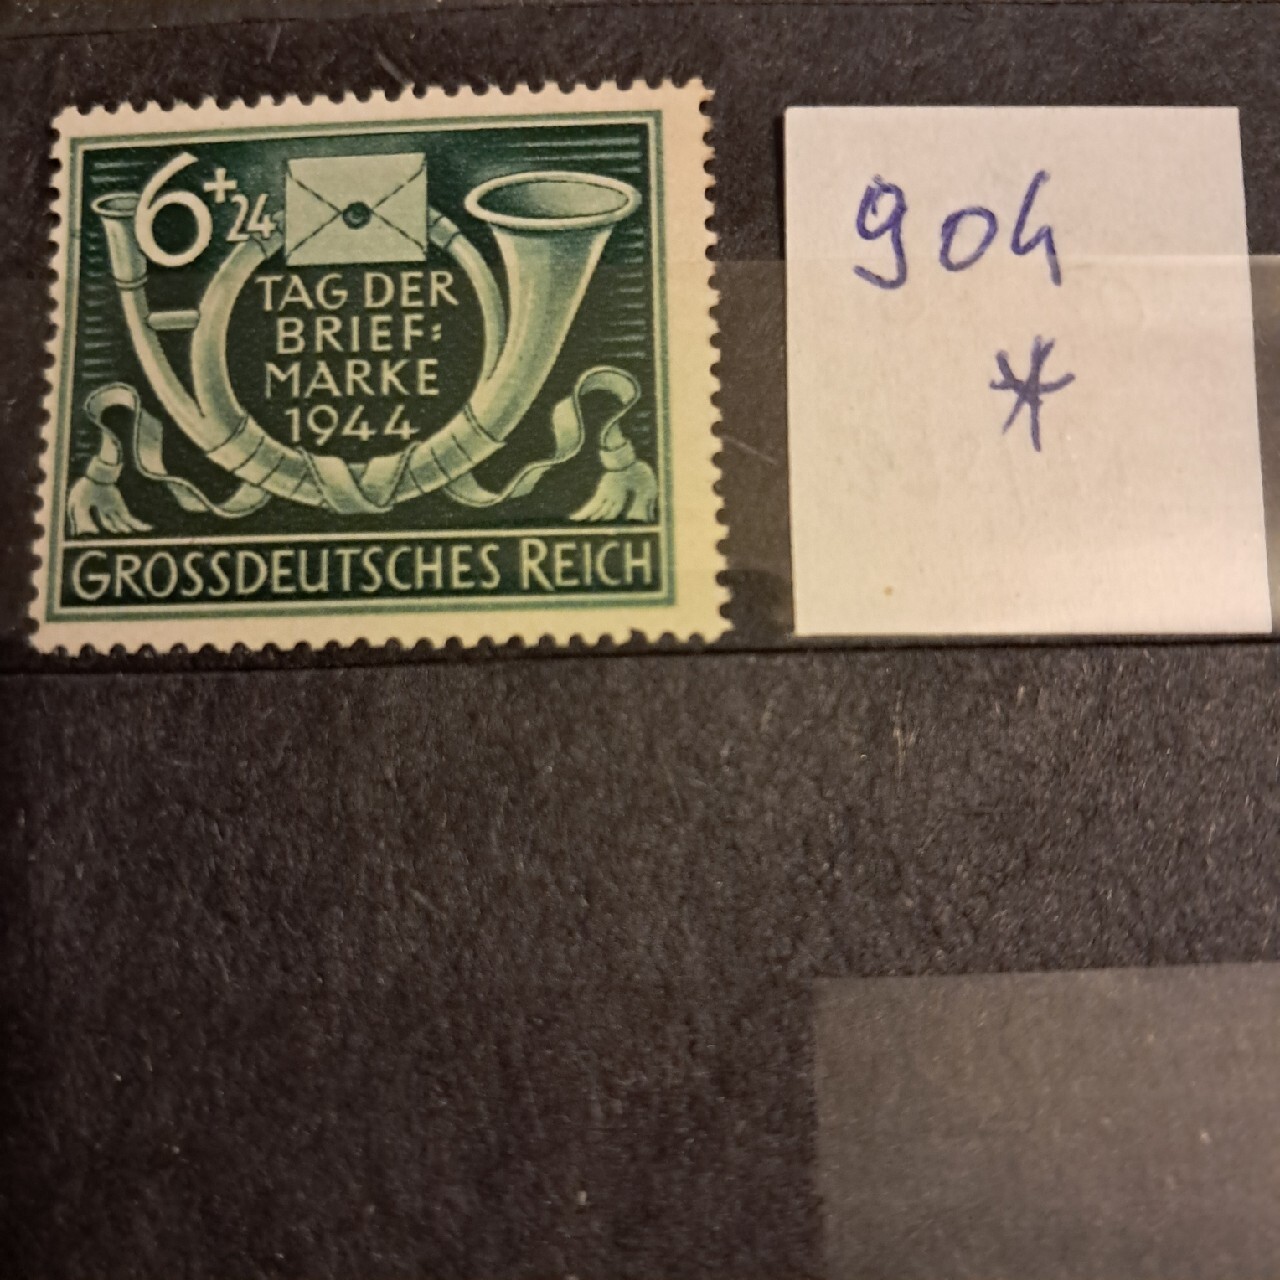 6+24
TAG DER
BRIEF:
MARKE
1944
GROSSDEUTSCHES REICH
904
*